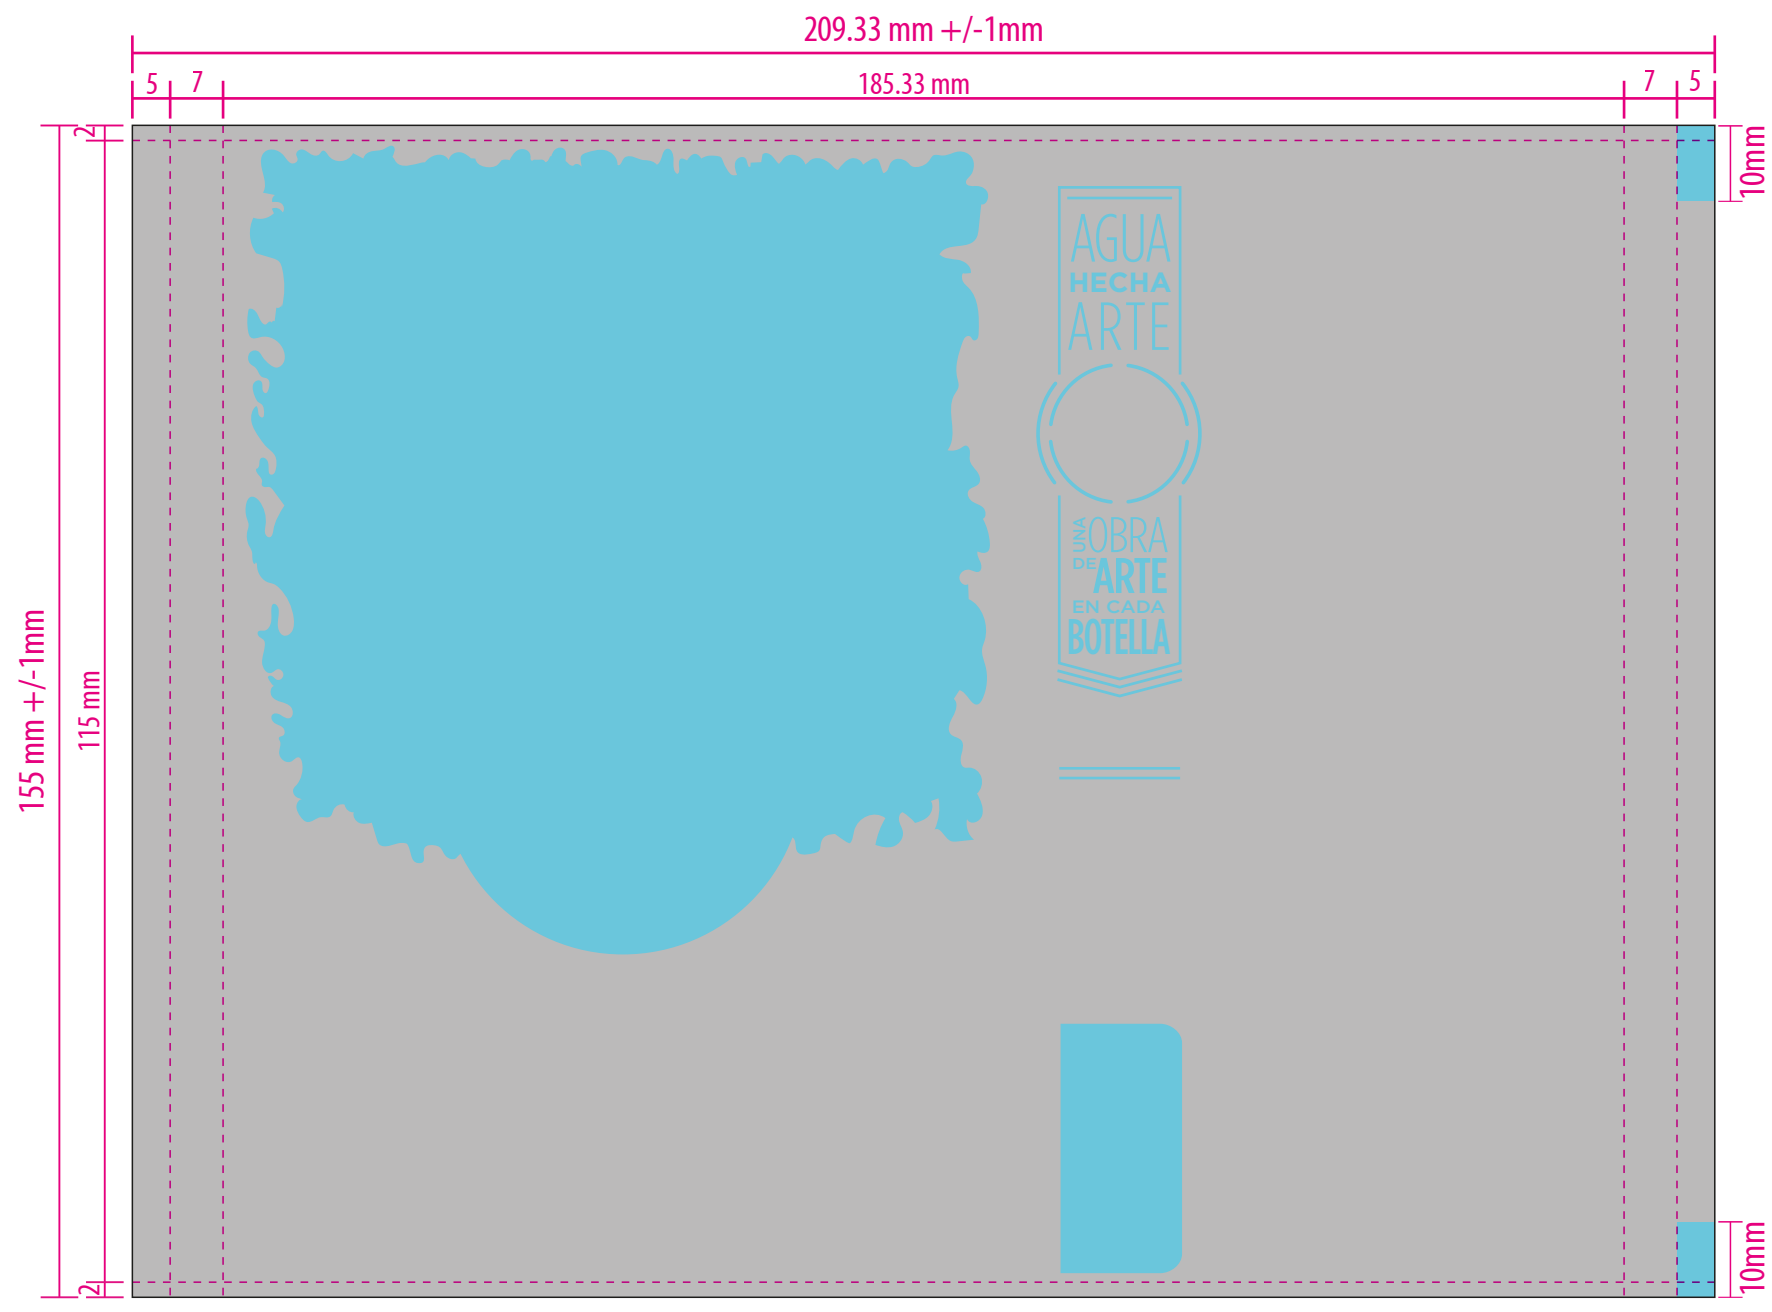 209.33 mm +/-1mm
5
7
185.33 mm
7
5
2
10mm
AGUA
HECHA
ARTE
UNA OBRA
DE ARTE
EN CADA
BOTELLA
155 mm +/-1mm
115 mm
2
10mm